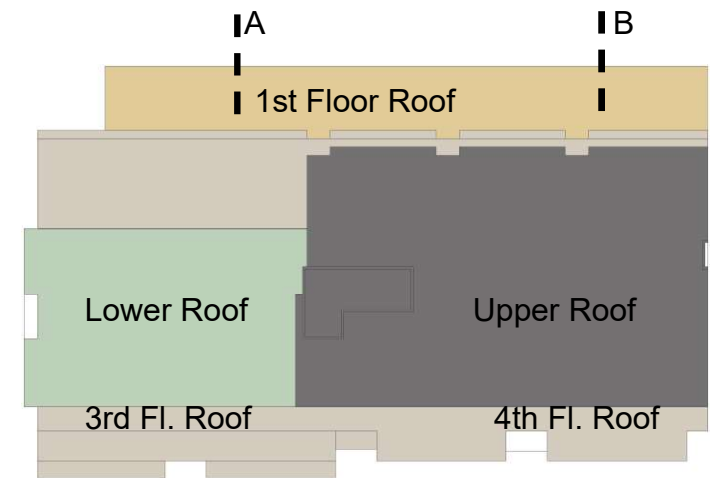 A
B
1st Floor Roof
Lower Roof
Upper Roof
3rd Fl. Roof
4th Fl. Roof